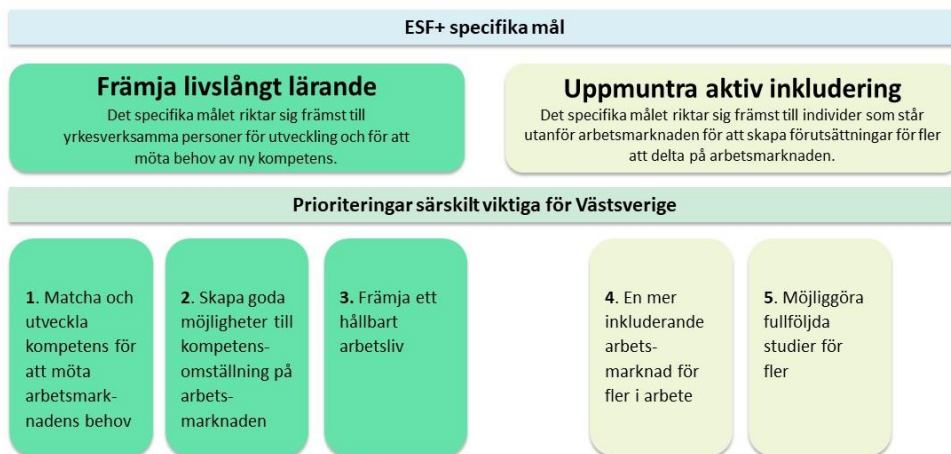 ESF+ specifika mål
Främja livslångt lärande
Det specifika målet riktar sig främst till
yrkesverksamma personer för utveckling och för att
möta behov av ny kompetens.
Uppmuntra aktiv inkludering
Det specifika målet riktar sig främst till individer som står
utanför arbetsmarknaden för att skapa förutsättningar för fler
att delta på arbetsmarknaden.
Prioriteringar särskilt viktiga för Västsverige
1. Matcha och
utveckla
kompetens för
att möta
arbetsmark-
nadens behov
2. Skapa goda
möjligheter till
kompetens-
omställning på
arbets-
marknaden
3. Främja ett
hållbart
arbetsliv
4. En mer
inkluderande
arbets-
marknad för
fler i arbete
5. Möjliggöra
fullföljda
studier för
fler